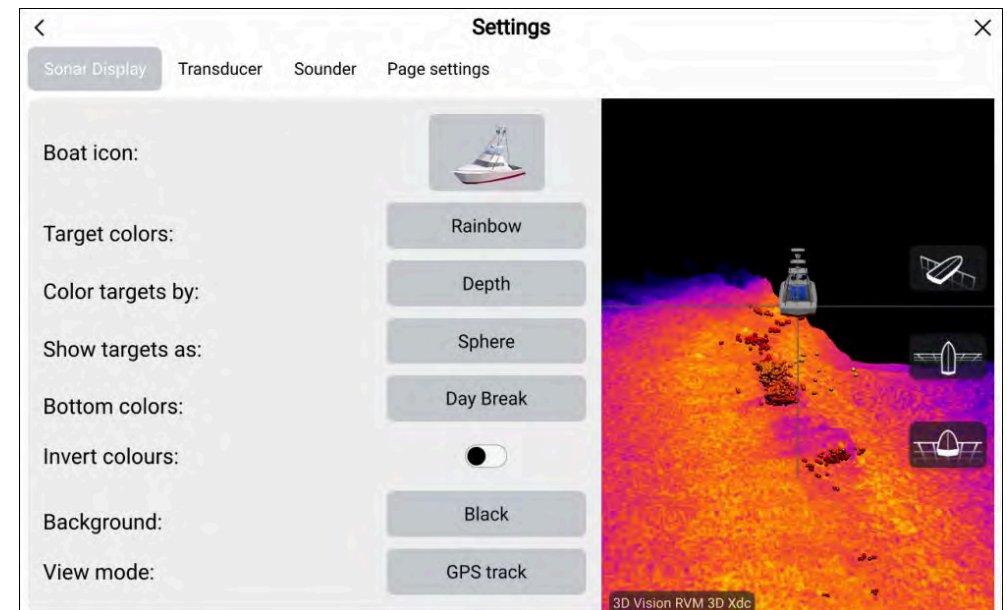 Settings
Sonar Display Transducer Sounder Page settings
Boat icon:
Target colors: Rainbow
Color targets by: Depth
Show targets as: Sphere
Bottom colors: Day Break
Invert colours:
Background: Black
View mode: GPS track
3D Vision RVM 3D Xdc